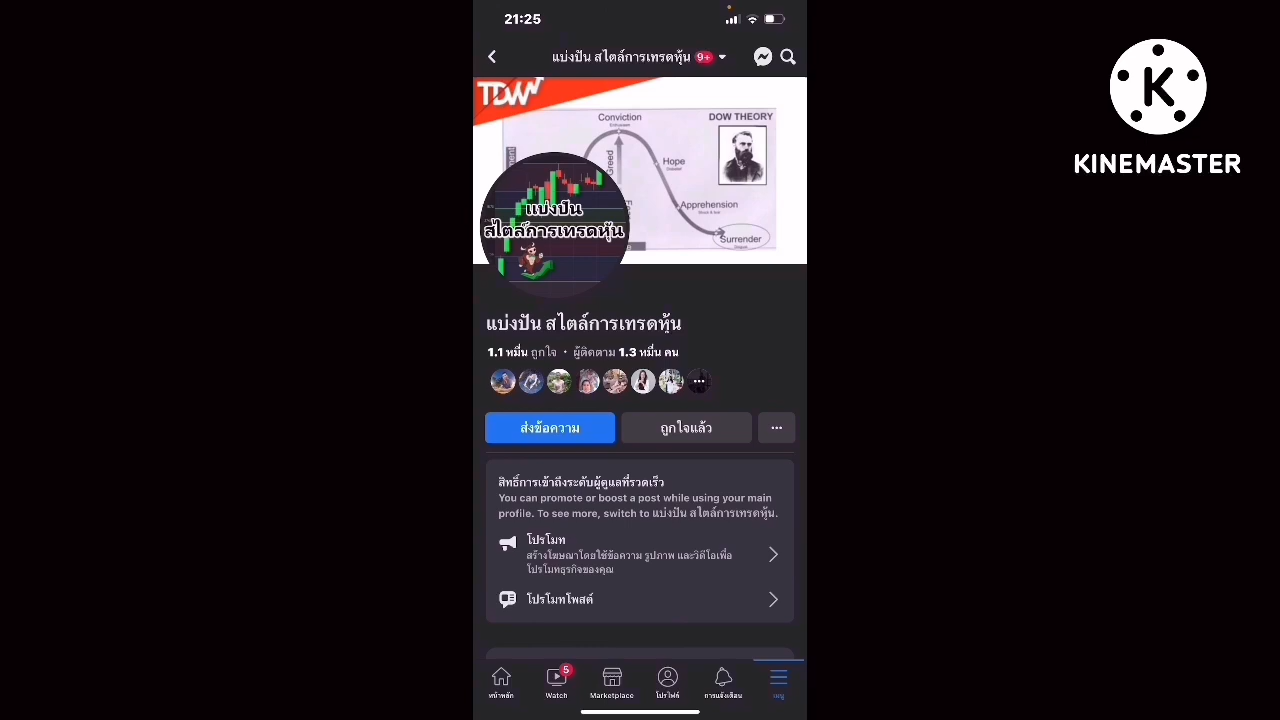 21:25
แบ่งปัน สไตล์การเทรดหุ้น 9+
TDW
DOW THEORY
Conviction
Enthusiasm
Greed
Hope
Apprehension
Surrender
แบ่งปัน
สไตล์การเทรดหุ้น
แบ่งปัน สไตล์การเทรดหุ้น
1.1 หมื่น ถูกใจ • ผู้ติดตาม 1.3 หมื่น คน
ส่งข้อความ
ถูกใจแล้ว
สิทธิ์การเข้าถึงระดับผู้ดูแลที่รวดเร็ว
You can promote or boost a post while using your main
profile. To see more, switch to แบ่งปัน สไตล์การเทรดหุ้น.
โปรโมท
สร้างโฆษณาโดยใช้ข้อความ รูปภาพ และวิดีโอเพื่อ
โปรโมทธุรกิจของคุณ
โปรโมทโพสต์
5
หน้าหลัก
Watch
Marketplace
โปรไฟล์
การแจ้งเตือน
เมนู
K
KINEMASTER